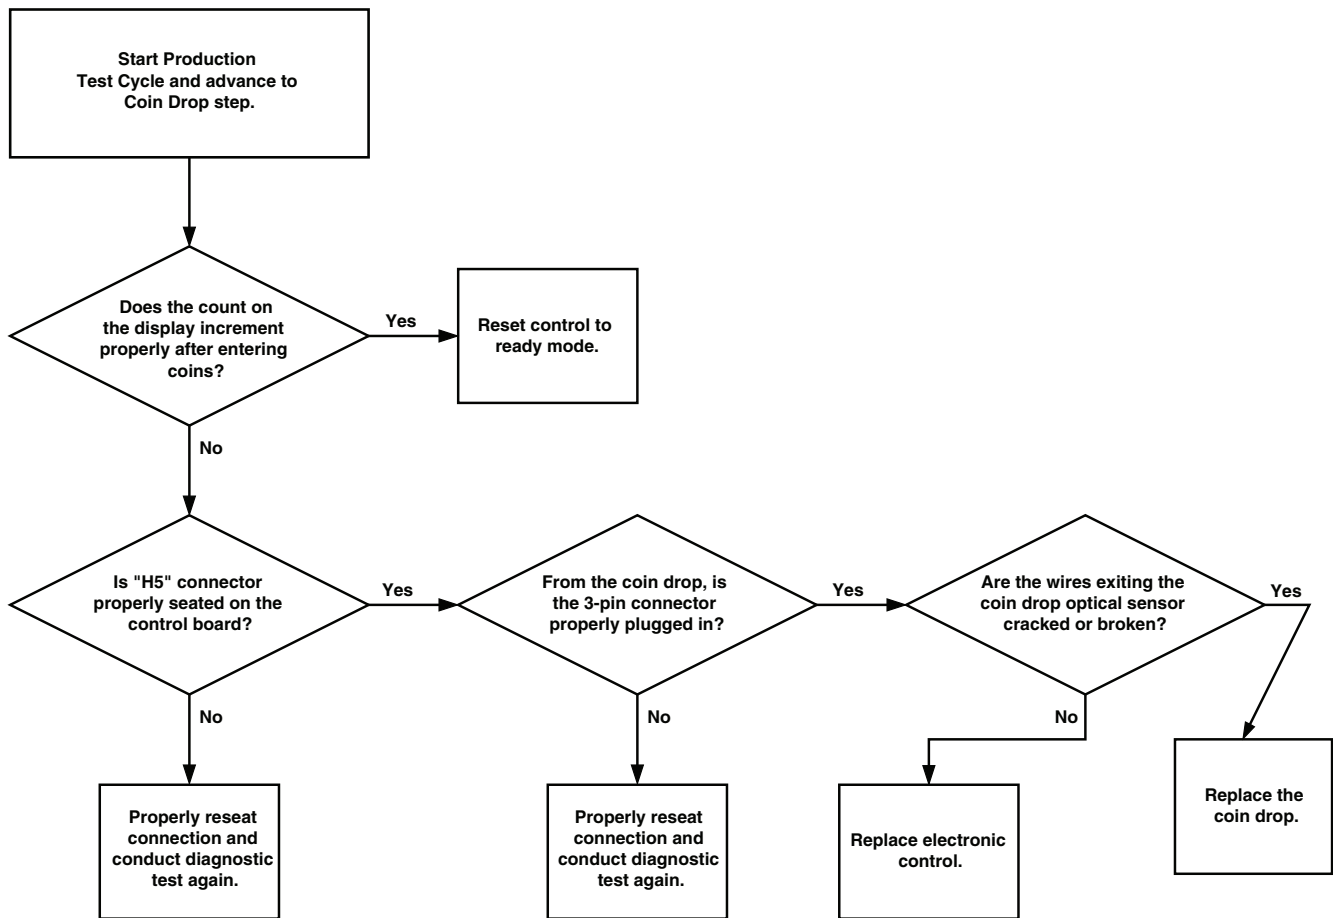 Start Production
Test Cycle and advance to
Coin Drop step.
Does the count on
the display increment
properly after entering
coins?
Yes
Reset control to
ready mode.
No
Is "H5" connector
properly seated on the
control board?
Yes
From the coin drop, is
the 3-pin connector
properly plugged in?
Yes
Are the wires exiting the
coin drop optical sensor
cracked or broken?
Yes
No
No
No
Properly reseat
connection and
conduct diagnostic
test again.
Properly reseat
connection and
conduct diagnostic
test again.
Replace electronic
control.
Replace the
coin drop.